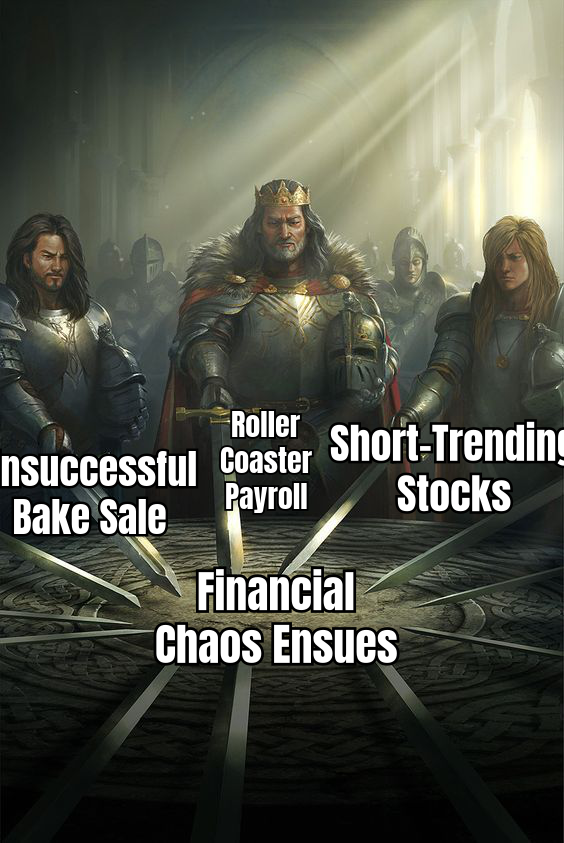 nsuccessful
Bake Sale
Roller
Coaster
Payroll
Short-Trending
Stocks
Financial
Chaos Ensues